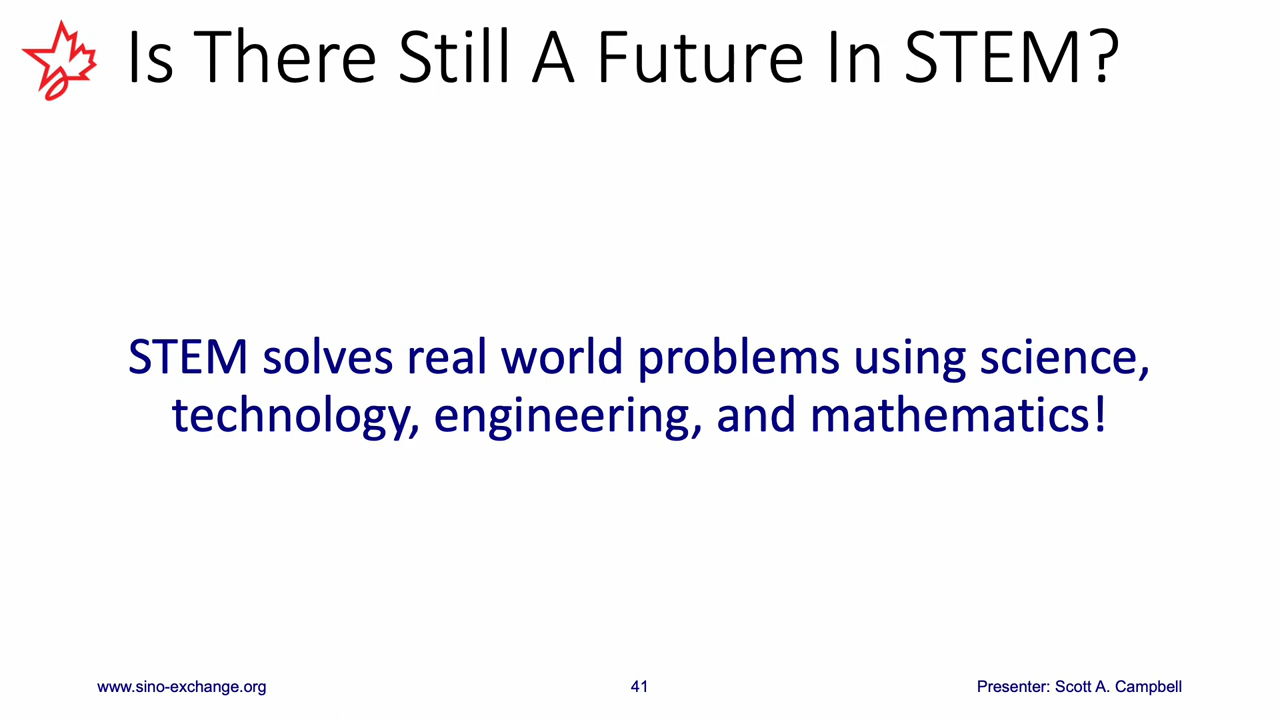 Is There Still A Future In STEM?
STEM solves real world problems using science,
technology, engineering, and mathematics!
www.sino-exchange.org
41
Presenter: Scott A. Campbell